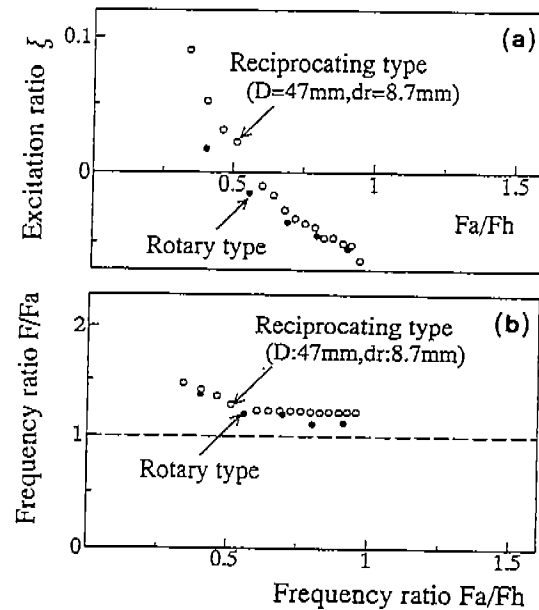 (a)
0.1
Reciprocating type
(D=47mm,dr=8.7mm)
Excitation ratio ξ
0
0.5
1
1.5
Fa/Fh
Rotary type
(b)
2
Reciprocating type
(D:47mm,dr:8.7mm)
Frequency ratio F/Fa
1
Rotary type
0
0.5
1
1.5
Frequency ratio Fa/Fh